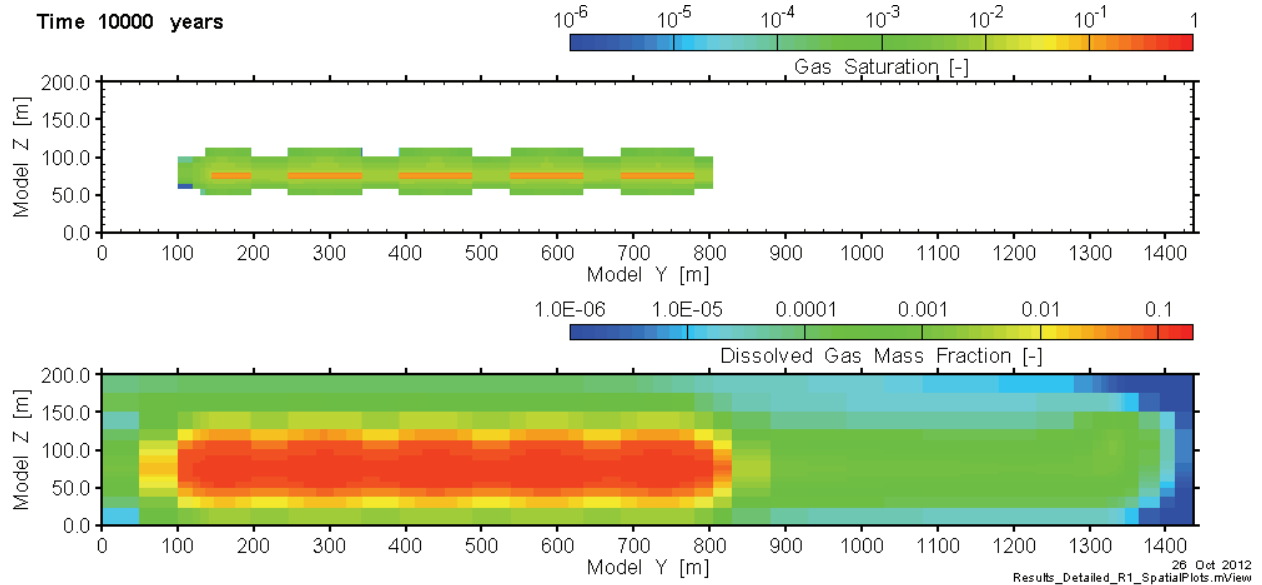 Time 10000 years
10-6 10-5 10-4 10-3 10-2 10-1 1
Gas Saturation [-]
200.0
150.0
100.0
50.0
0.0
Model Z [m]
0 100 200 300 400 500 600 700 800 900 1000 1100 1200 1300 1400
Model Y [m]
1.0E-06 1.0E-05 0.0001 0.001 0.01 0.1
Dissolved Gas Mass Fraction [-]
200.0
150.0
100.0
50.0
0.0
Model Z [m]
0 100 200 300 400 500 600 700 800 900 1000 1100 1200 1300 1400
Model Y [m]
26 Oct 2012
Results_Detailed_R1_SpatialPlots.mView